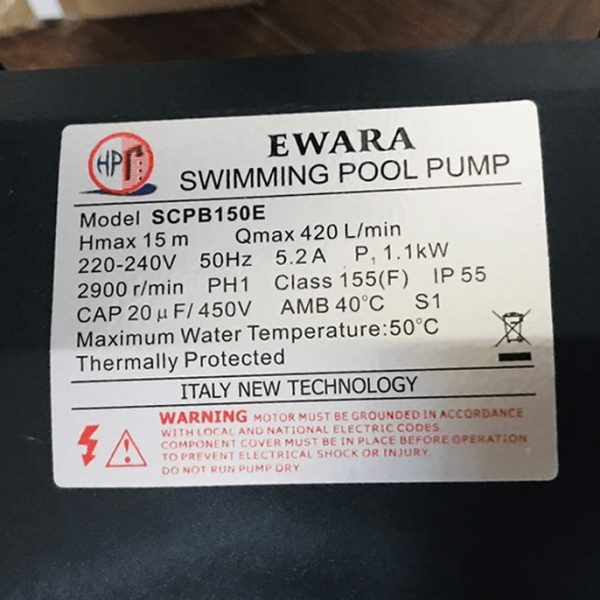 HP
EWARA
SWIMMING POOL PUMP
Model SCPB150E
Hmax 15 m Qmax 420 L/min
220-240V 50Hz 5.2 A P₁ 1.1kW
2900 r/min PH1 Class 155(F) IP 55
CAP 20 μF/ 450V AMB 40°C S1
Maximum Water Temperature:50°C
Thermally Protected
ITALY NEW TECHNOLOGY
WARNING MOTOR MUST BE GROUNDED IN ACCORDANCE
WITH LOCAL AND NATIONAL ELECTRIC CODES.
COMPONENT COVER MUST BE IN PLACE BEFORE OPERATION
TO PREVENT ELECTRICAL SHOCK OR INJURY.
DO NOT RUN PUMP DRY